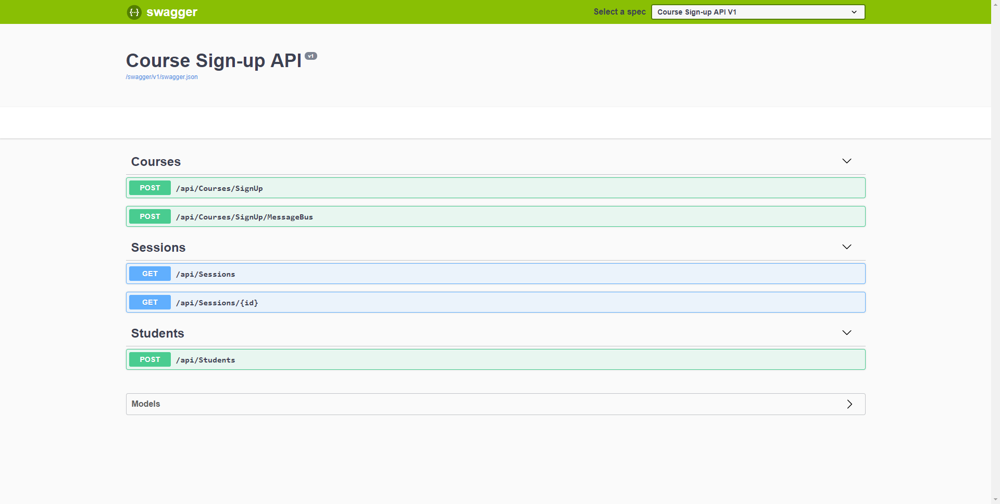 {···} swagger
Select a spec
Course Sign-up API V1
Course Sign-up API v1
/swagger/v1/swagger.json
Courses
POST /api/Courses/SignUp
POST /api/Courses/SignUp/MessageBus
Sessions
GET /api/Sessions
GET /api/Sessions/{id}
Students
POST /api/Students
Models